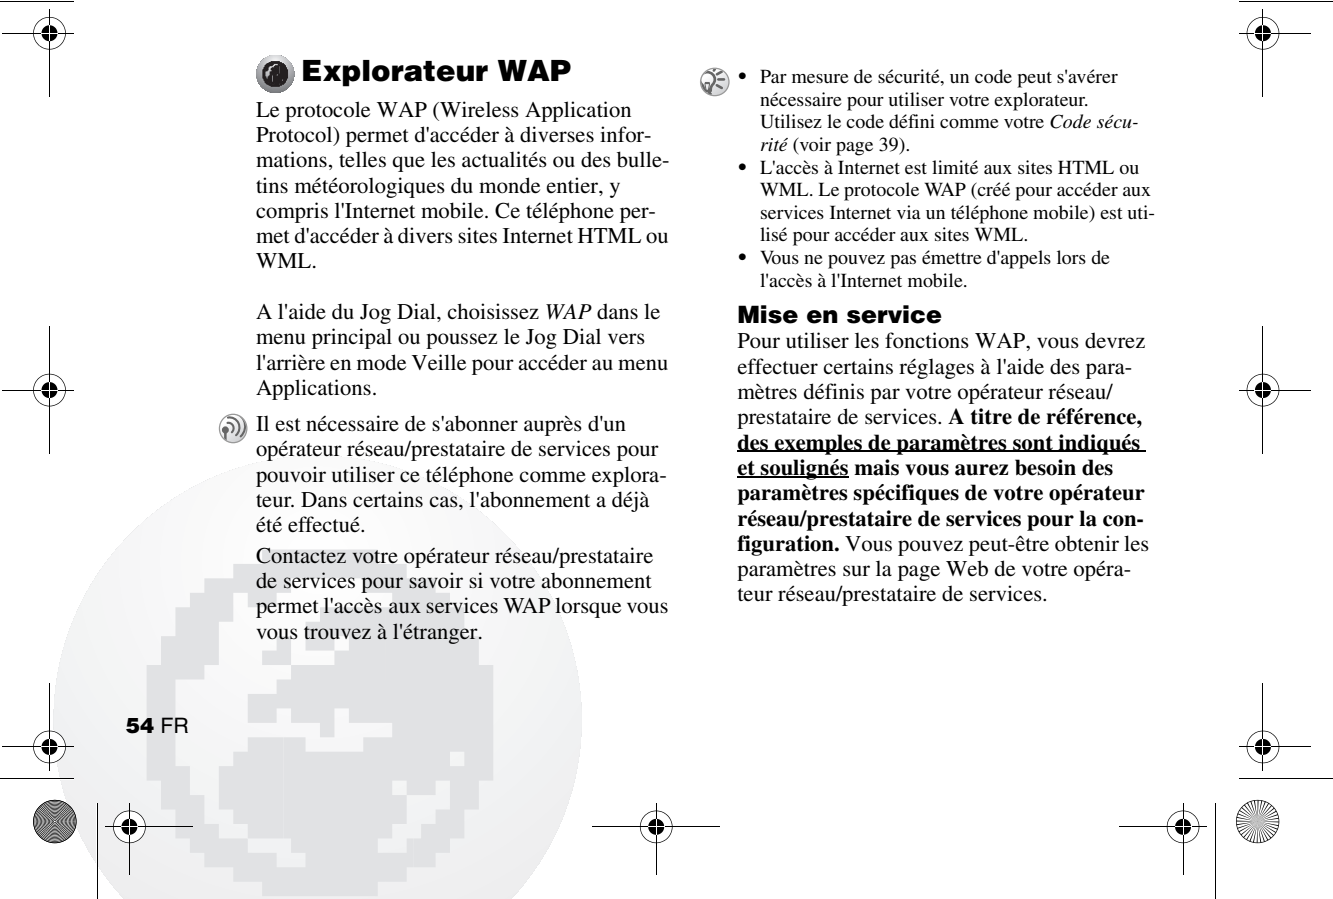 Explorateur WAP
Le protocole WAP (Wireless Application
Protocol) permet d'accéder à diverses infor-
mations, telles que les actualités ou des bulle-
tins météorologiques du monde entier, y
compris l'Internet mobile. Ce téléphone per-
met d'accéder à divers sites Internet HTML ou
WML.
A l'aide du Jog Dial, choisissez WAP dans le
menu principal ou poussez le Jog Dial vers
l'arrière en mode Veille pour accéder au menu
Applications.
Il est nécessaire de s'abonner auprès d'un
opérateur réseau/prestataire de services pour
pouvoir utiliser ce téléphone comme explora-
teur. Dans certains cas, l'abonnement a déjà
été effectué.
Contactez votre opérateur réseau/prestataire
de services pour savoir si votre abonnement
permet l'accès aux services WAP lorsque vous
vous trouvez à l'étranger.
• Par mesure de sécurité, un code peut s'avérer
nécessaire pour utiliser votre explorateur.
Utilisez le code défini comme votre Code sécu-
rité (voir page 39).
• L'accès à Internet est limité aux sites HTML ou
WML. Le protocole WAP (créé pour accéder aux
services Internet via un téléphone mobile) est uti-
lisé pour accéder aux sites WML.
• Vous ne pouvez pas émettre d'appels lors de
l'accès à l'Internet mobile.
Mise en service
Pour utiliser les fonctions WAP, vous devrez
effectuer certains réglages à l'aide des para-
mètres définis par votre opérateur réseau/
prestataire de services. A titre de référence,
des exemples de paramètres sont indiqués
et soulignés mais vous aurez besoin des
paramètres spécifiques de votre opérateur
réseau/prestataire de services pour la con-
figuration. Vous pouvez peut-être obtenir les
paramètres sur la page Web de votre opéra-
teur réseau/prestataire de services.
54 FR